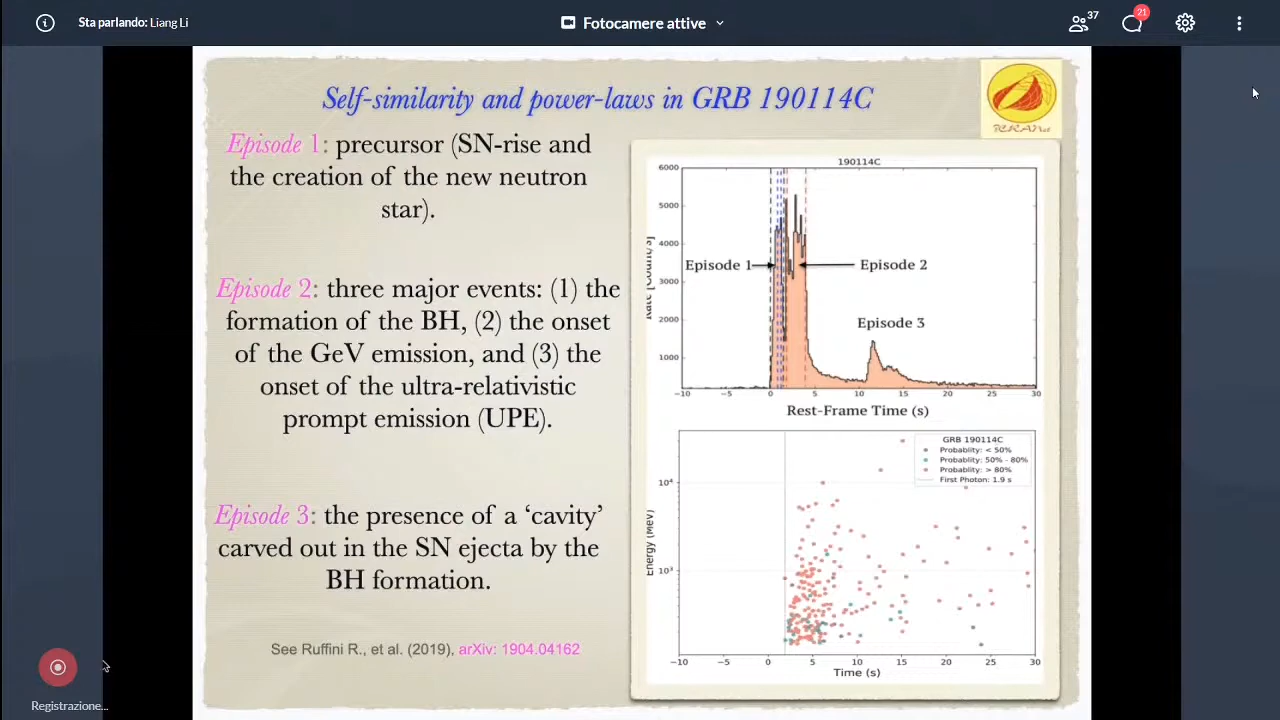 Sta parlando: Liang Li
Fotocamere attive
37
21
Self-similarity and power-laws in GRB 190114C
ICRANet
Episode 1: precursor (SN-rise and
the creation of the new neutron
star).
Episode 2: three major events: (1) the
formation of the BH, (2) the onset
of the GeV emission, and (3) the
onset of the ultra-relativistic
prompt emission (UPE).
Episode 3: the presence of a ‘cavity’
carved out in the SN ejecta by the
BH formation.
See Ruffini R., et al. (2019), arXiv: 1904.04162
190114C
6000
5000
4000
3000
2000
1000
Rate [Count/s]
Episode 1
Episode 2
Episode 3
−10 −5 0 5 10 15 20 25 30
Rest-Frame Time (s)
GRB 190114C
Probablity: < 50%
Probablity: 50% - 80%
Probablity: > 80%
First Photon: 1.9 s
10⁴
10³
Energy (MeV)
−10 −5 0 5 10 15 20 25 30
Time (s)
Registrazione...